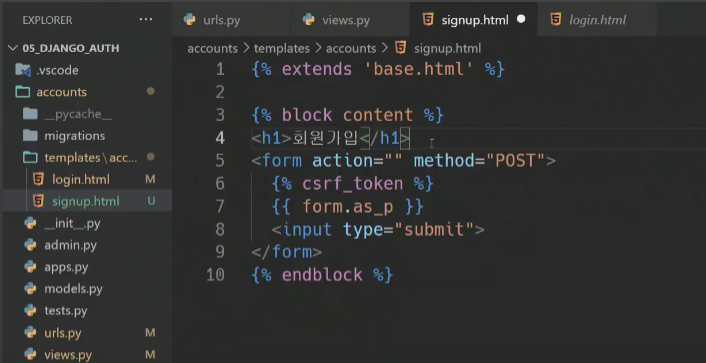 EXPLORER ···
05_DJANGO_AUTH
.vscode
accounts
__pycache__
migrations
templates\acc...
login.html M
signup.html U
__init__.py
admin.py
apps.py
models.py
tests.py
urls.py M
views.py M
urls.py views.py signup.html login.html
accounts > templates > accounts > signup.html
1 {% extends 'base.html' %}
2
3 {% block content %}
4 <h1>회원가입</h1>
5 <form action="" method="POST">
6 {% csrf_token %}
7 {{ form.as_p }}
8 <input type="submit">
9 </form>
10 {% endblock %}